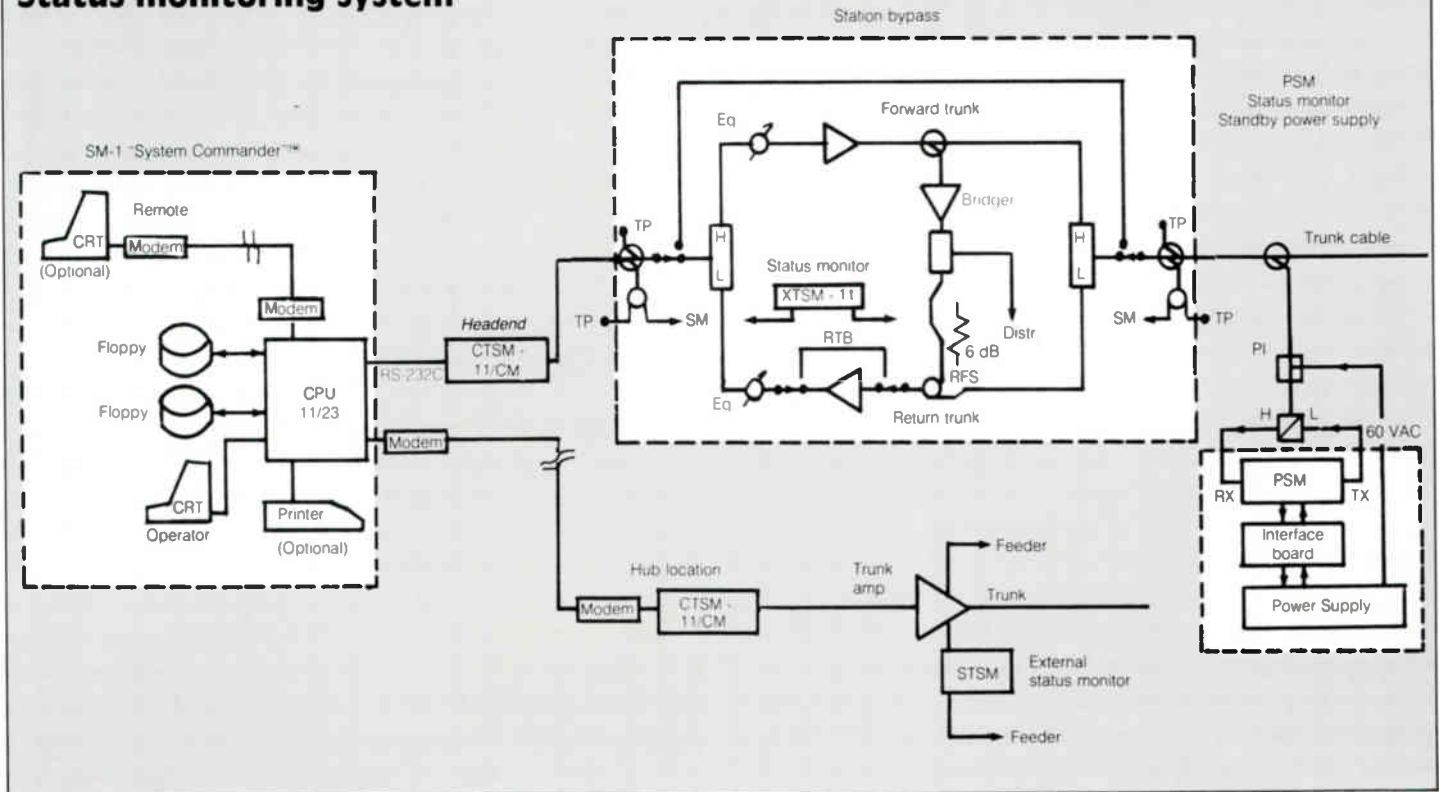 Status monitoring system
Station bypass
PSM
Status monitor
Standby power supply
SM-1 "System Commander"™
Remote
CRT
(Optional)
Modem
Modem
Floppy
Floppy
CPU
11/23
RS-232C
Modem
CRT
Operator
Printer
(Optional)
Headend
CTSM -
11/CM
TP
TP
SM
H
L
Eq
Forward trunk
Bridger
Status monitor
XTSM - 1t
RTB
Distr
6 dB
RFS
Eq
Return trunk
H
L
TP
SM
TP
Trunk cable
PI
H
L
60 VAC
RX
PSM
TX
Interface
board
Power Supply
Hub location
Modem
CTSM -
11/CM
Trunk
amp
Feeder
Trunk
STSM
External
status monitor
Feeder